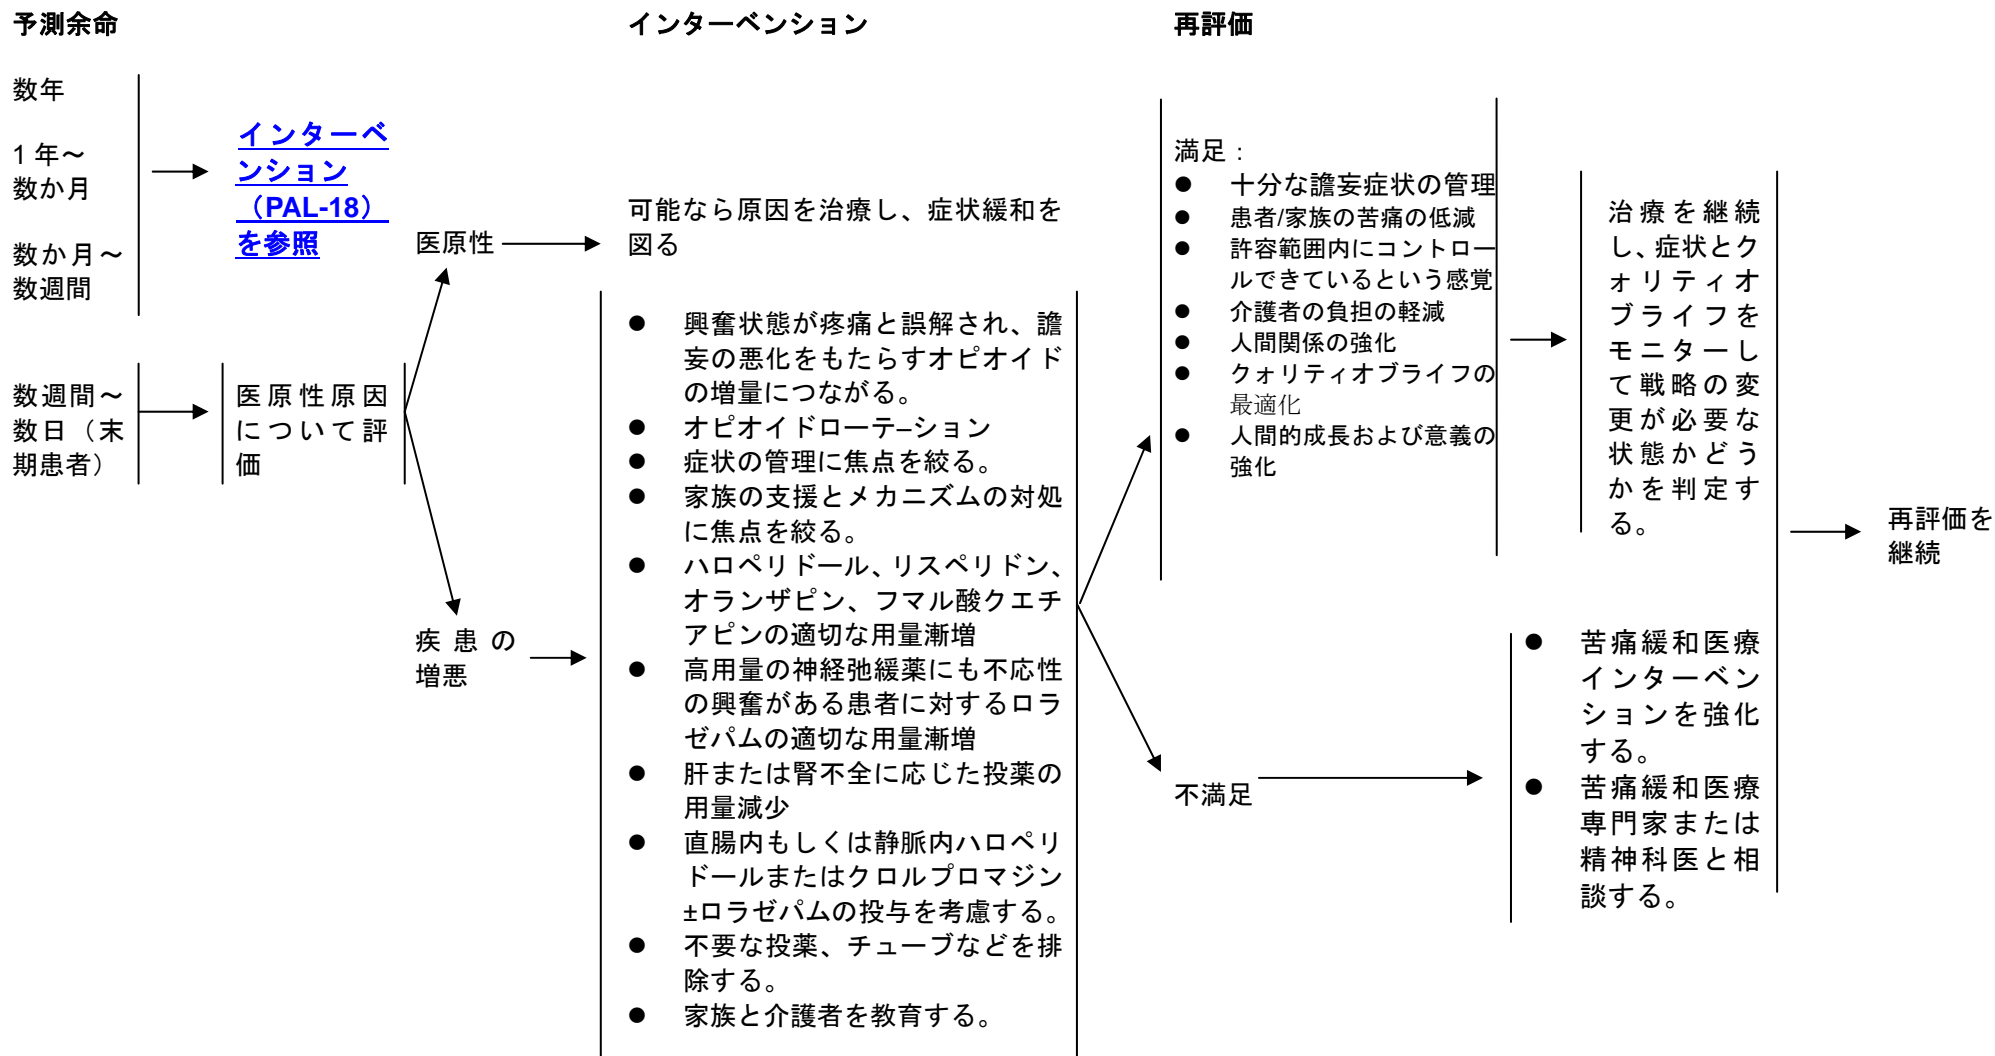 予測余命
インターベンション
再評価
数年
1 年～
数か月
数か月～
数週間
インターベ
ンション
（PAL-18）
を参照
数週間～
数日（末
期患者）
医原性原因
について評
価
医原性
疾患の
増悪
可能なら原因を治療し、症状緩和を
図る
● 興奮状態が疼痛と誤解され、譫
妄の悪化をもたらすオピオイド
の増量につながる。
● オピオイドローテ–ション
● 症状の管理に焦点を絞る。
● 家族の支援とメカニズムの対処
に焦点を絞る。
● ハロペリドール、リスペリドン、
オランザピン、フマル酸クエチ
アピンの適切な用量漸増
● 高用量の神経弛緩薬にも不応性
の興奮がある患者に対するロラ
ゼパムの適切な用量漸増
● 肝または腎不全に応じた投薬の
用量減少
● 直腸内もしくは静脈内ハロペリ
ドールまたはクロルプロマジン
±ロラゼパムの投与を考慮する。
● 不要な投薬、チューブなどを排
除する。
● 家族と介護者を教育する。
満足：
● 十分な譫妄症状の管理
● 患者/家族の苦痛の低減
● 許容範囲内にコントロー
ルできているという感覚
● 介護者の負担の軽減
● 人間関係の強化
● クォリティオブライフの
最適化
● 人間的成長および意義の
強化
不満足
治療を継続
し、症状とク
ォリティオ
ブライフを
モニターし
て戦略の変
更が必要な
状態かどう
かを判定す
る。
● 苦痛緩和医療
インターベン
ションを強化
する。
● 苦痛緩和医療
専門家または
精神科医と相
談する。
再評価を
継続